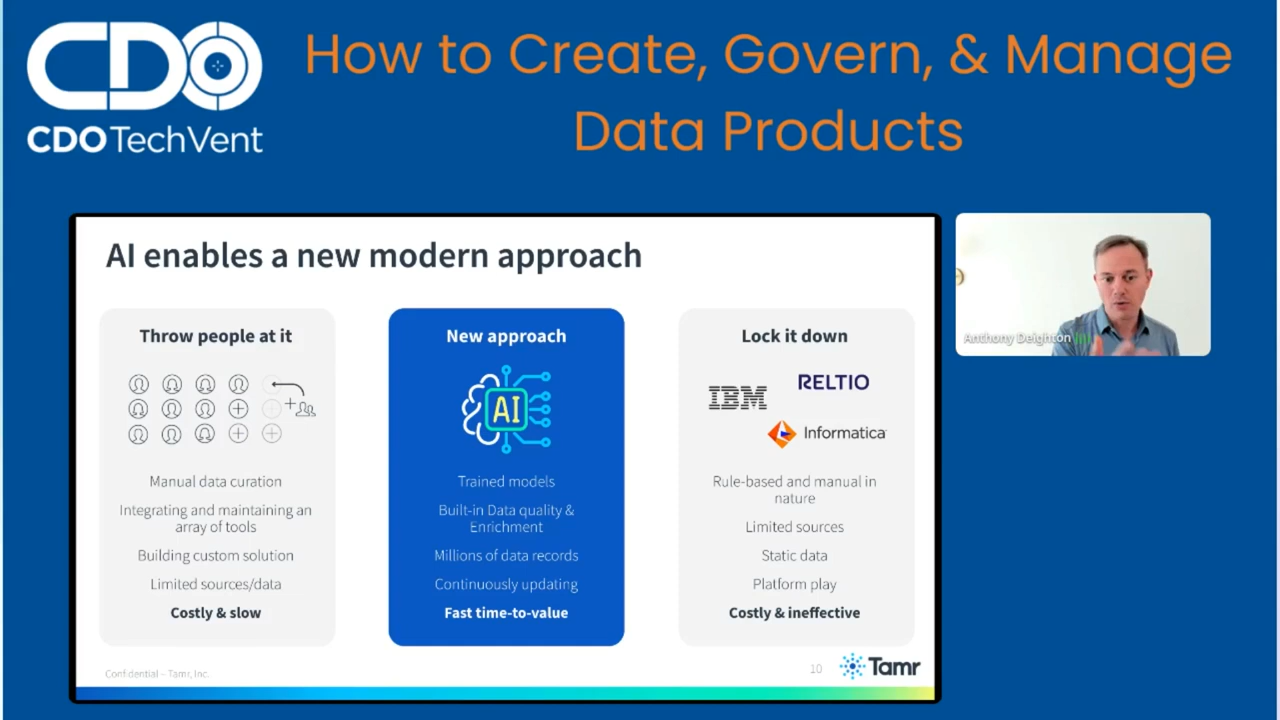 CDO
CDO TechVent
How to Create, Govern, & Manage
Data Products
AI enables a new modern approach
Throw people at it
Manual data curation
Integrating and maintaining an
array of tools
Building custom solution
Limited sources/data
Costly & slow
New approach
AI
Trained models
Built-in Data quality &
Enrichment
Millions of data records
Continuously updating
Fast time-to-value
Lock it down
IBM
RELTIO
Informatica
Rule-based and manual in
nature
Limited sources
Static data
Platform play
Costly & ineffective
Confidential – Tamr, Inc.
10
Tamr
Anthony Deighton